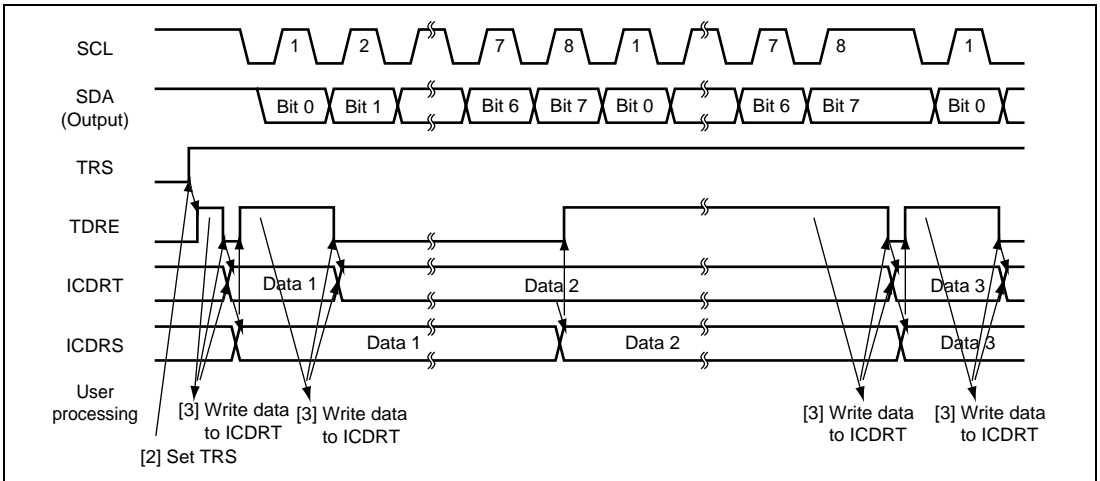 SCL 1 2 7 8 1 7 8 1
SDA
(Output)
Bit 0 Bit 1 Bit 6 Bit 7 Bit 0 Bit 6 Bit 7 Bit 0
TRS
TDRE
ICDRT Data 1 Data 2 Data 3
ICDRS Data 1 Data 2 Data 3
User
processing
[3] Write data
to ICDRT
[3] Write data
to ICDRT
[3] Write data
to ICDRT
[3] Write data
to ICDRT
[2] Set TRS